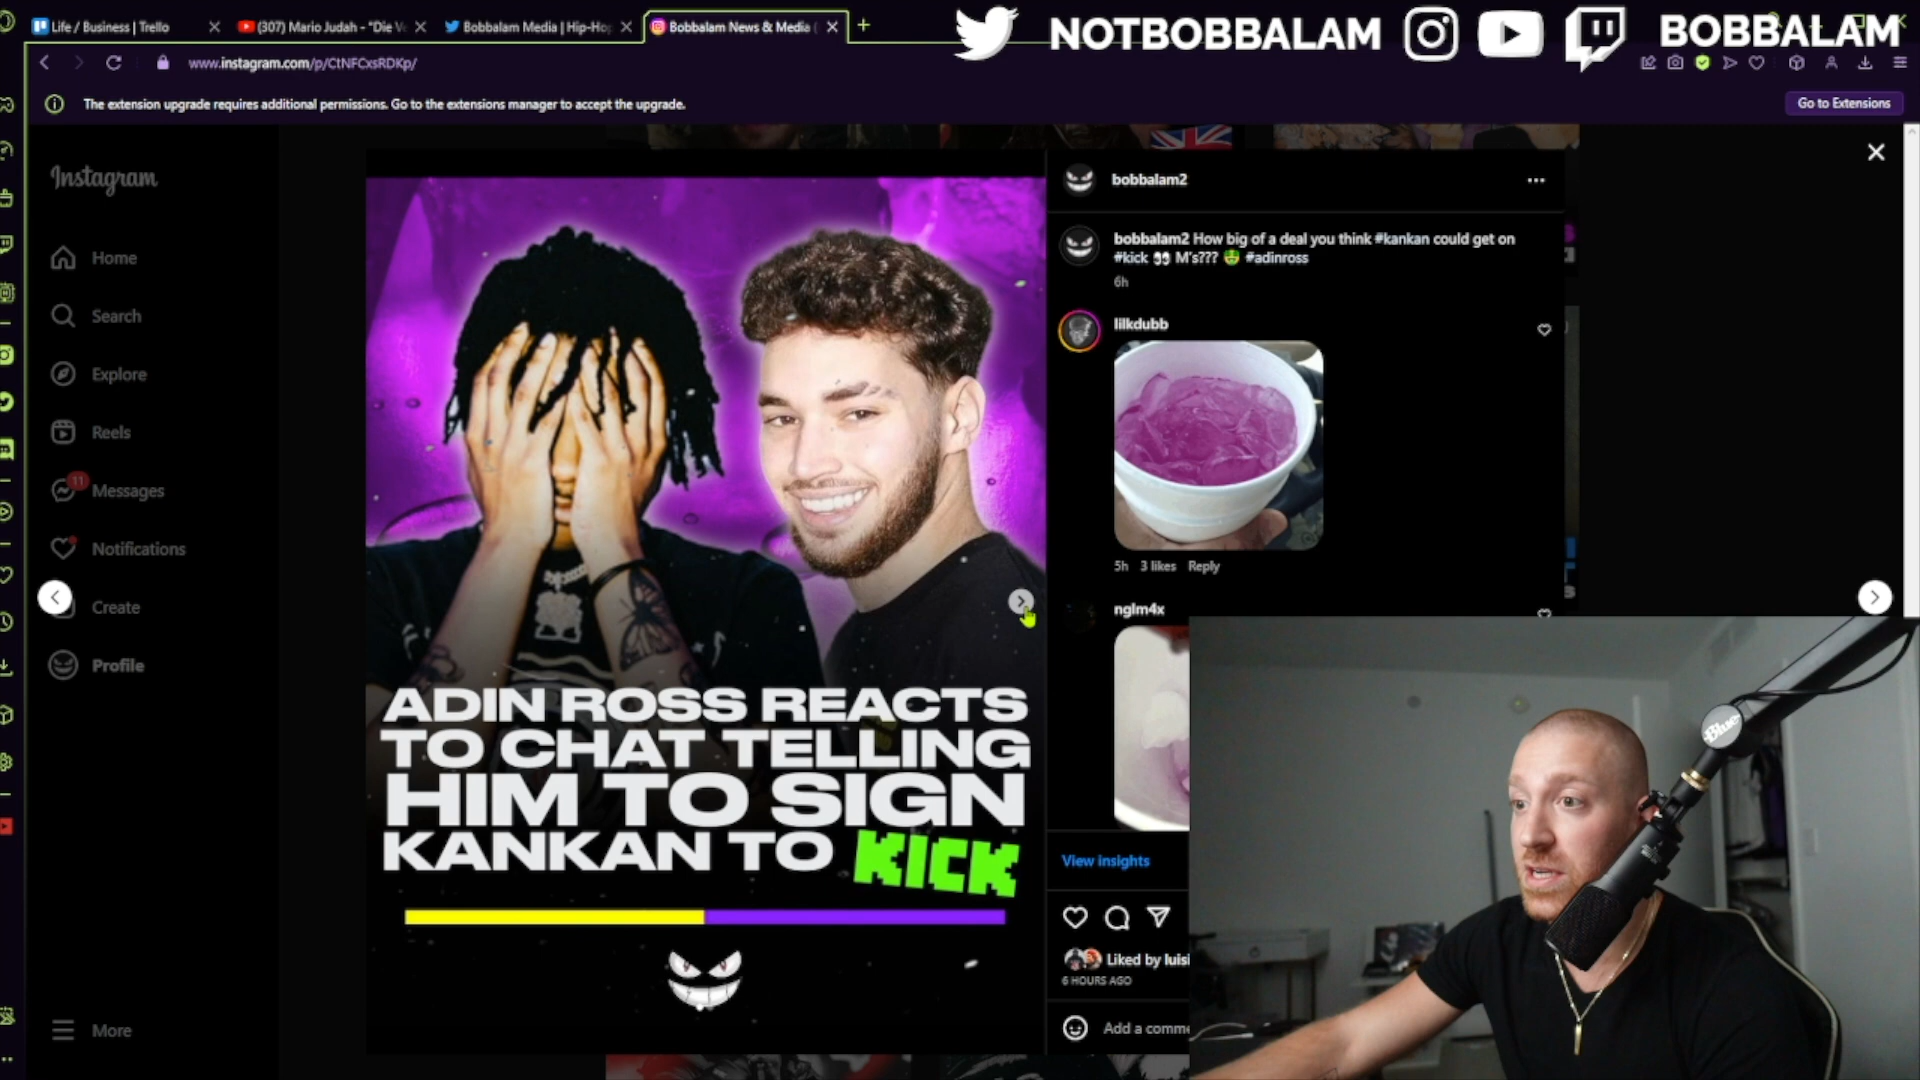 Life / Business | Trello
(307) Mario Judah - "Die Ve
Bobbalam Media | Hip-Hop
Bobbalam News & Media (
NOTBOBBALAM
BOBBALAM
www.instagram.com/p/CtNFCxsRDKp/
The extension upgrade requires additional permissions. Go to the extensions manager to accept the upgrade.
Go to Extensions
Instagram
Home
Search
Explore
Reels
11
Messages
Notifications
Create
Profile
More
ADIN ROSS REACTS
TO CHAT TELLING
HIM TO SIGN
KANKAN TO KICK
bobbalam2
bobbalam2 How big of a deal you think #kankan could get on
#kick 👀 M's??? 🤑 #adinross
6h
lilkdubb
5h 3 likes Reply
nglm4x
View insights
Liked by luisi
6 HOURS AGO
Add a comme
Blue